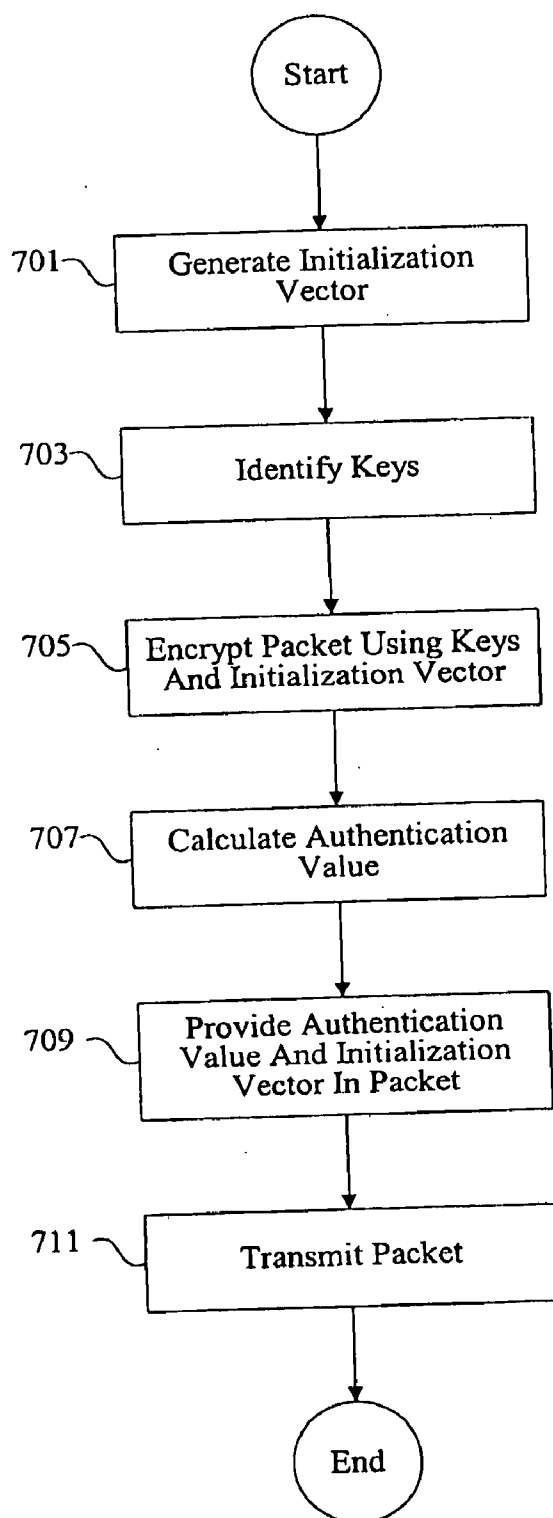 Start
701
Generate Initialization
Vector
703
Identify Keys
705
Encrypt Packet Using Keys
And Initialization Vector
707
Calculate Authentication
Value
709
Provide Authentication
Value And Initialization
Vector In Packet
711
Transmit Packet
End